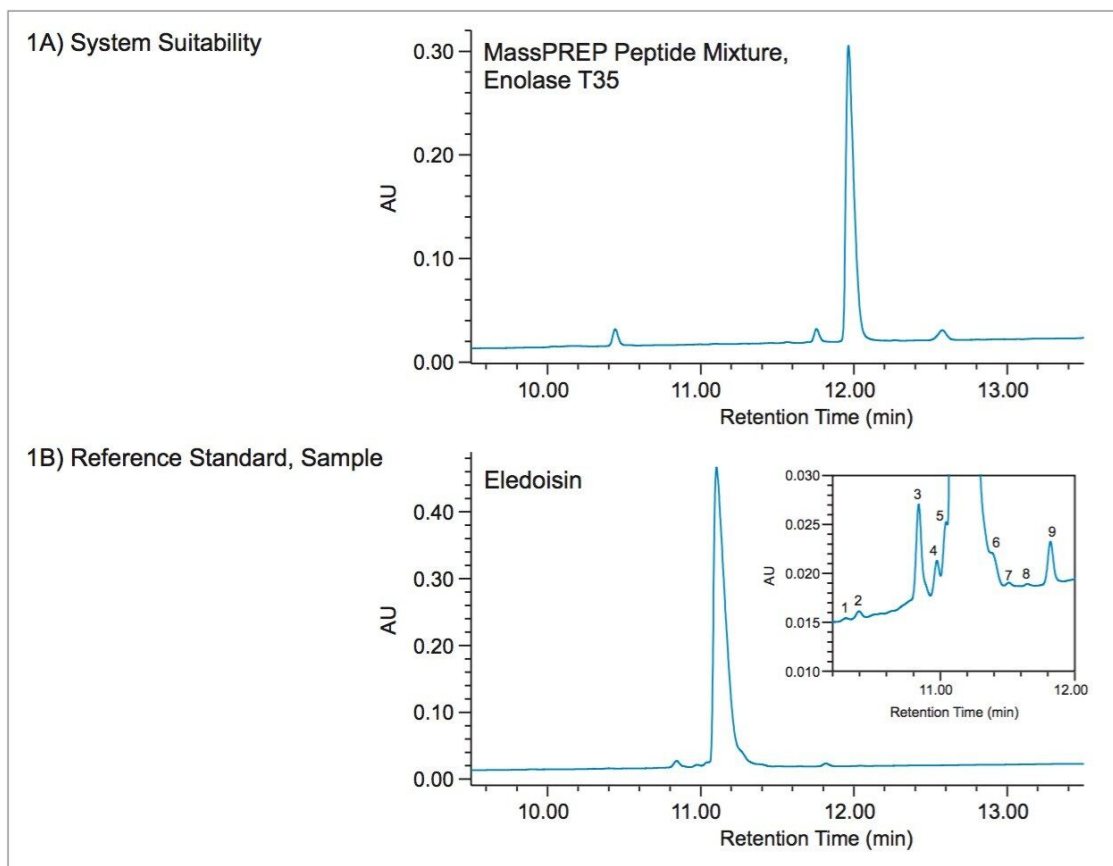 1A) System Suitability
MassPREP Peptide Mixture,
Enolase T35
0.30
0.20
0.10
0.00
AU
10.00 11.00 12.00 13.00
Retention Time (min)
1B) Reference Standard, Sample
Eledoisin
0.40
0.30
0.20
0.10
0.00
AU
10.00 11.00 12.00 13.00
Retention Time (min)
0.030
0.025
0.020
0.015
0.010
AU
1 2 3 4 5 6 7 8 9
11.00 12.00
Retention Time (min)